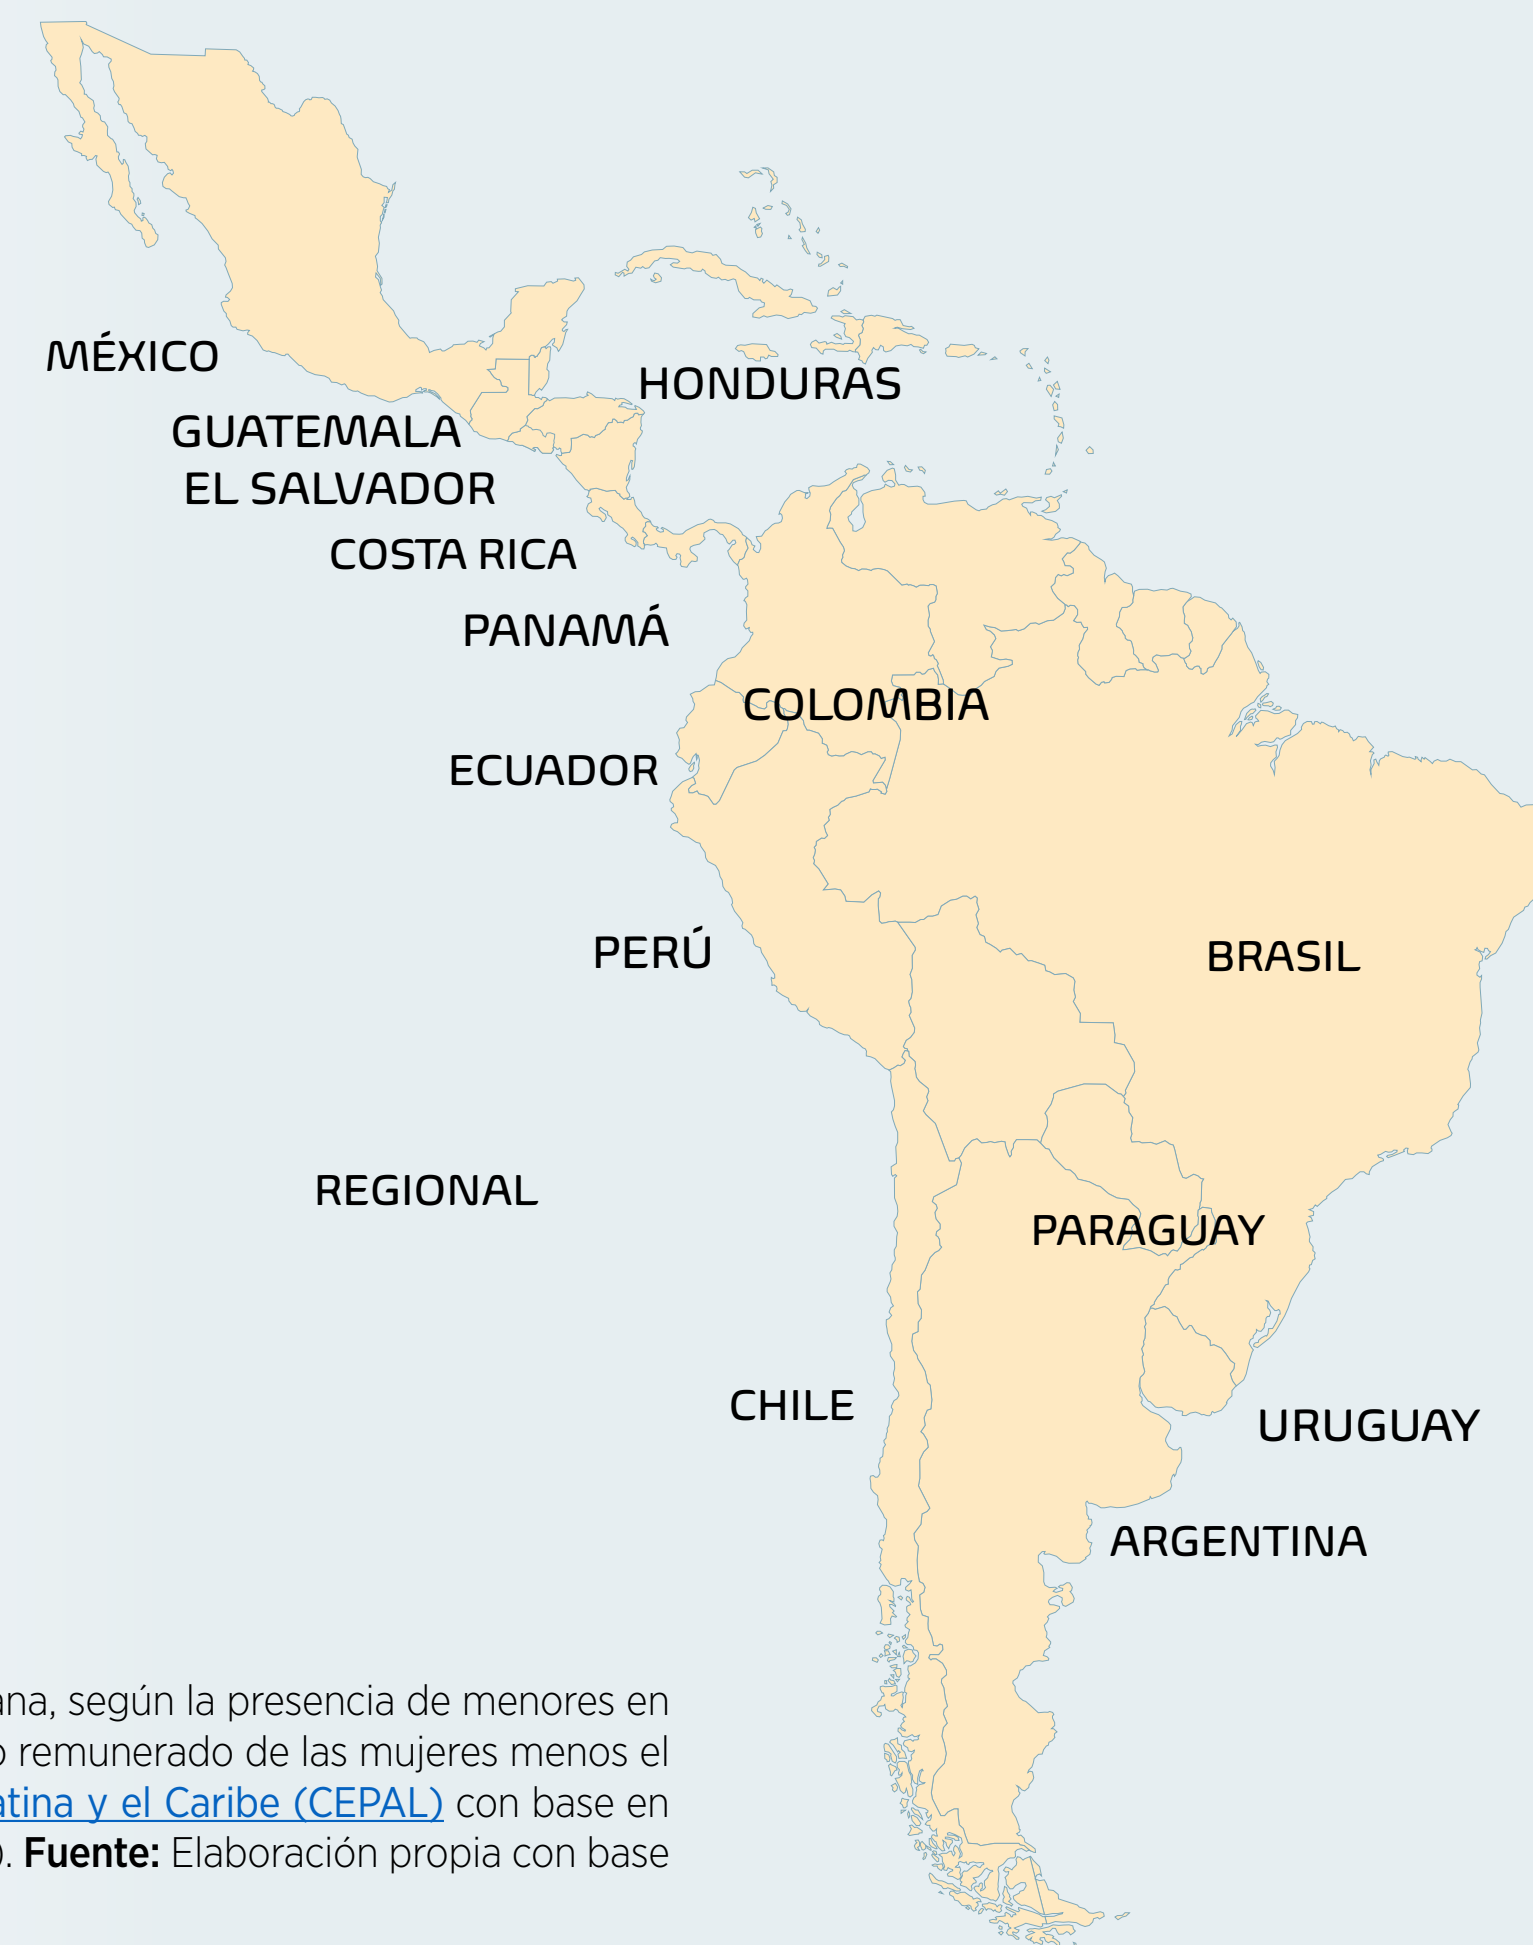 MÉXICO
HONDURAS
GUATEMALA
EL SALVADOR
COSTA RICA
PANAMÁ
COLOMBIA
ECUADOR
PERÚ
BRASIL
REGIONAL
PARAGUAY
CHILE
URUGUAY
ARGENTINA
según la presencia de menores en
remunerado de las mujeres menos el
y el Caribe (CEPAL) con base en
). Fuente: Elaboración propia con base